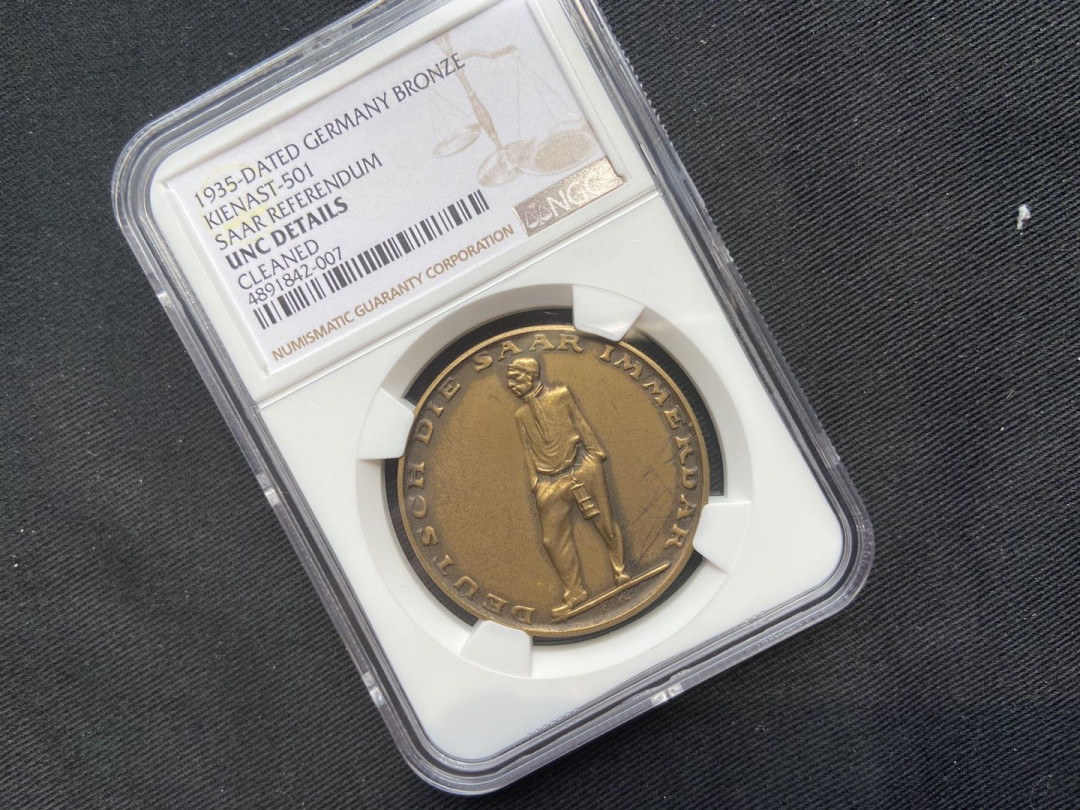 1935-DATED GERMANY BRONZE
KIENAST-501
SAAR REFERENDUM
UNC DETAILS
CLEANED
4891842-007
NGC
NUMISMATIC GUARANTY CORPORATION
DEUTSCH DIE SAAR IMMERDAR